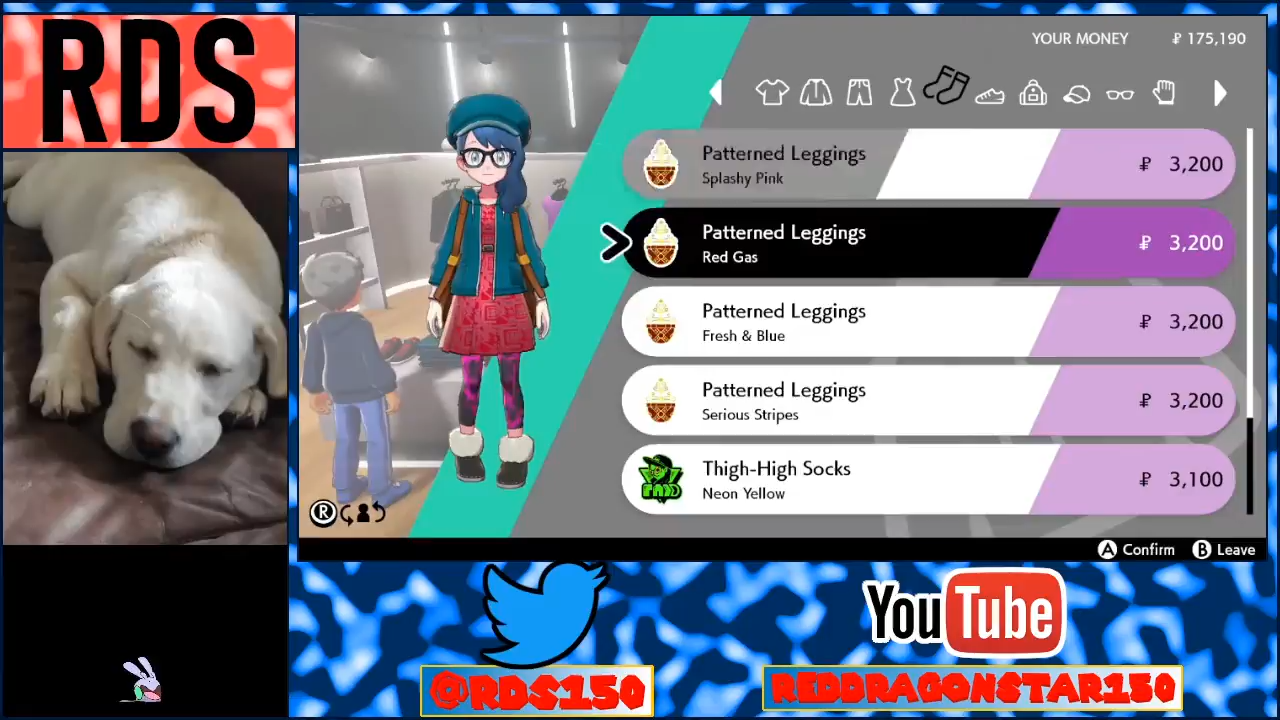 RDS
YOUR MONEY ₽ 175,190
Patterned Leggings
Splashy Pink
₽ 3,200
Patterned Leggings
Red Gas
₽ 3,200
Patterned Leggings
Fresh & Blue
₽ 3,200
Patterned Leggings
Serious Stripes
₽ 3,200
Thigh-High Socks
Neon Yellow
₽ 3,100
R
A Confirm B Leave
YouTube
@RDS150
REDDRAGONSTAR150